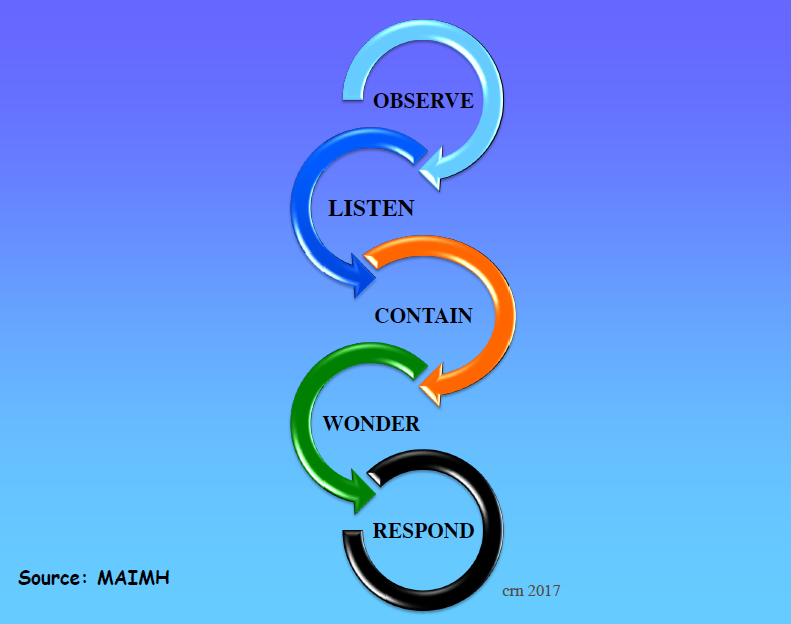 OBSERVE
LISTEN
CONTAIN
WONDER
RESPOND
Source: MAIMH
crn 2017